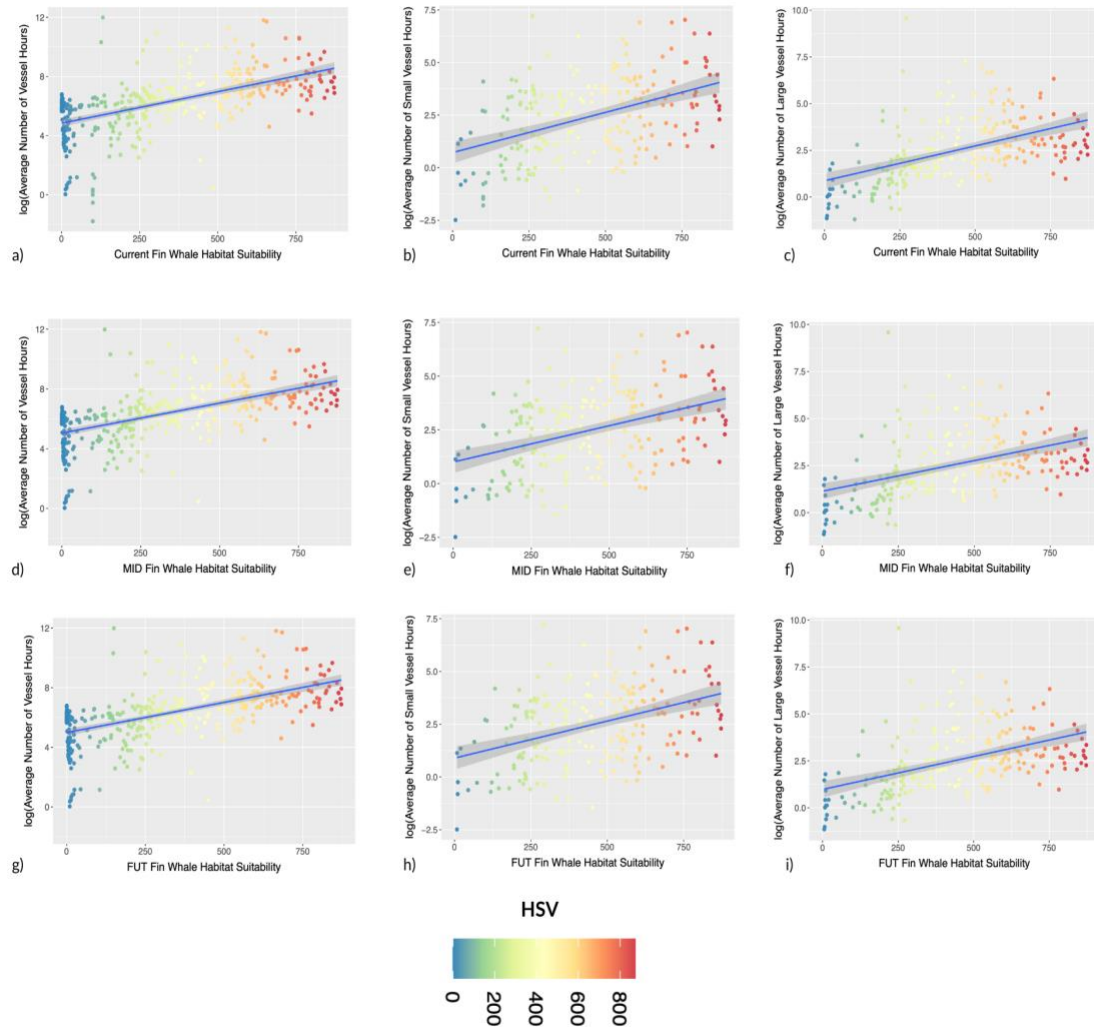 log(Average Number of Vessel Hours)
12
8
4
0
0
250
500
750
Current Fin Whale Habitat Suitability
a)
log(Average Number of Small Vessel Hours)
7.5
5.0
2.5
0.0
−2.5
0
250
500
750
Current Fin Whale Habitat Suitability
b)
log(Average Number of Large Vessel Hours)
10.0
7.5
5.0
2.5
0.0
0
250
500
750
Current Fin Whale Habitat Suitability
c)
log(Average Number of Vessel Hours)
12
8
4
0
0
250
500
750
MID Fin Whale Habitat Suitability
d)
log(Average Number of Small Vessel Hours)
7.5
5.0
2.5
0.0
−2.5
0
250
500
750
MID Fin Whale Habitat Suitability
e)
log(Average Number of Large Vessel Hours)
10.0
7.5
5.0
2.5
0.0
0
250
500
750
MID Fin Whale Habitat Suitability
f)
log(Average Number of Vessel Hours)
12
8
4
0
0
250
500
750
FUT Fin Whale Habitat Suitability
g)
log(Average Number of Small Vessel Hours)
7.5
5.0
2.5
0.0
−2.5
0
250
500
750
FUT Fin Whale Habitat Suitability
h)
log(Average Number of Large Vessel Hours)
10.0
7.5
5.0
2.5
0.0
0
250
500
750
FUT Fin Whale Habitat Suitability
i)
HSV
0
200
400
600
800